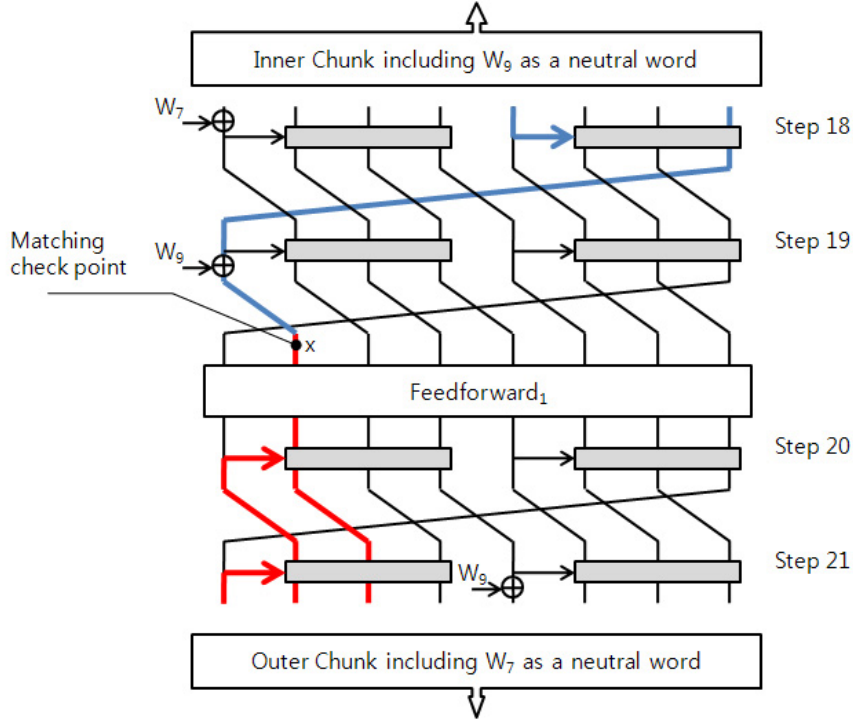 Inner Chunk including W₉ as a neutral word
W₇
Step 18
Matching
check point
W₉
Step 19
x
Feedforward₁
Step 20
W₉
Step 21
Outer Chunk including W₇ as a neutral word